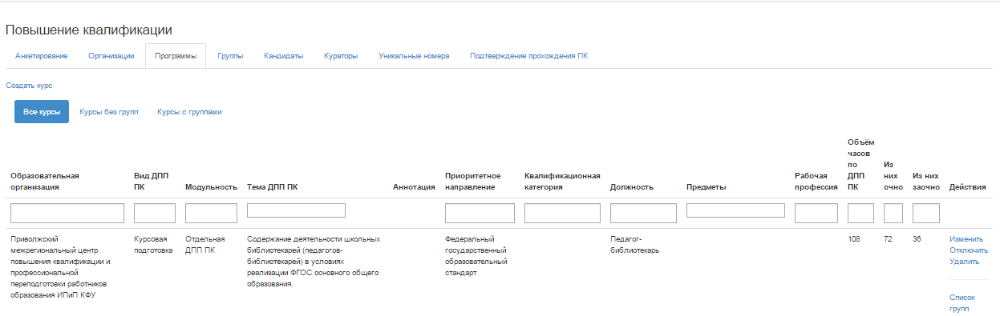 Повышение квалификации
Анкетирование Организации Программы Группы Кандидаты Кураторы Уникальные номера Подтверждение прохождения ПК
Создать курс
Все курсы Курсы без групп Курсы с группами
Образовательная организация
Вид ДПП ПК
Модульность
Тема ДПП ПК
Аннотация
Приоритетное направление
Квалификационная категория
Должность
Предметы
Рабочая профессия
Объём часов по ДПП ПК
Из них очно
Из них заочно
Действия
Приволжский
межрегиональный центр
повышения квалификации и
профессиональной
переподготовки работников
образования ИПиП КФУ
Курсовая
подготовка
Отдельная
ДПП ПК
Содержание деятельности школьных
библиотекарей (педагогов-
библиотекарей) в условиях
реализации ФГОС основного общего
образования.
Федеральный
государственный
образовательный
стандарт
Педагог-
библиотекарь
108
72
36
Изменить
Отключить
Удалить
Список
групп